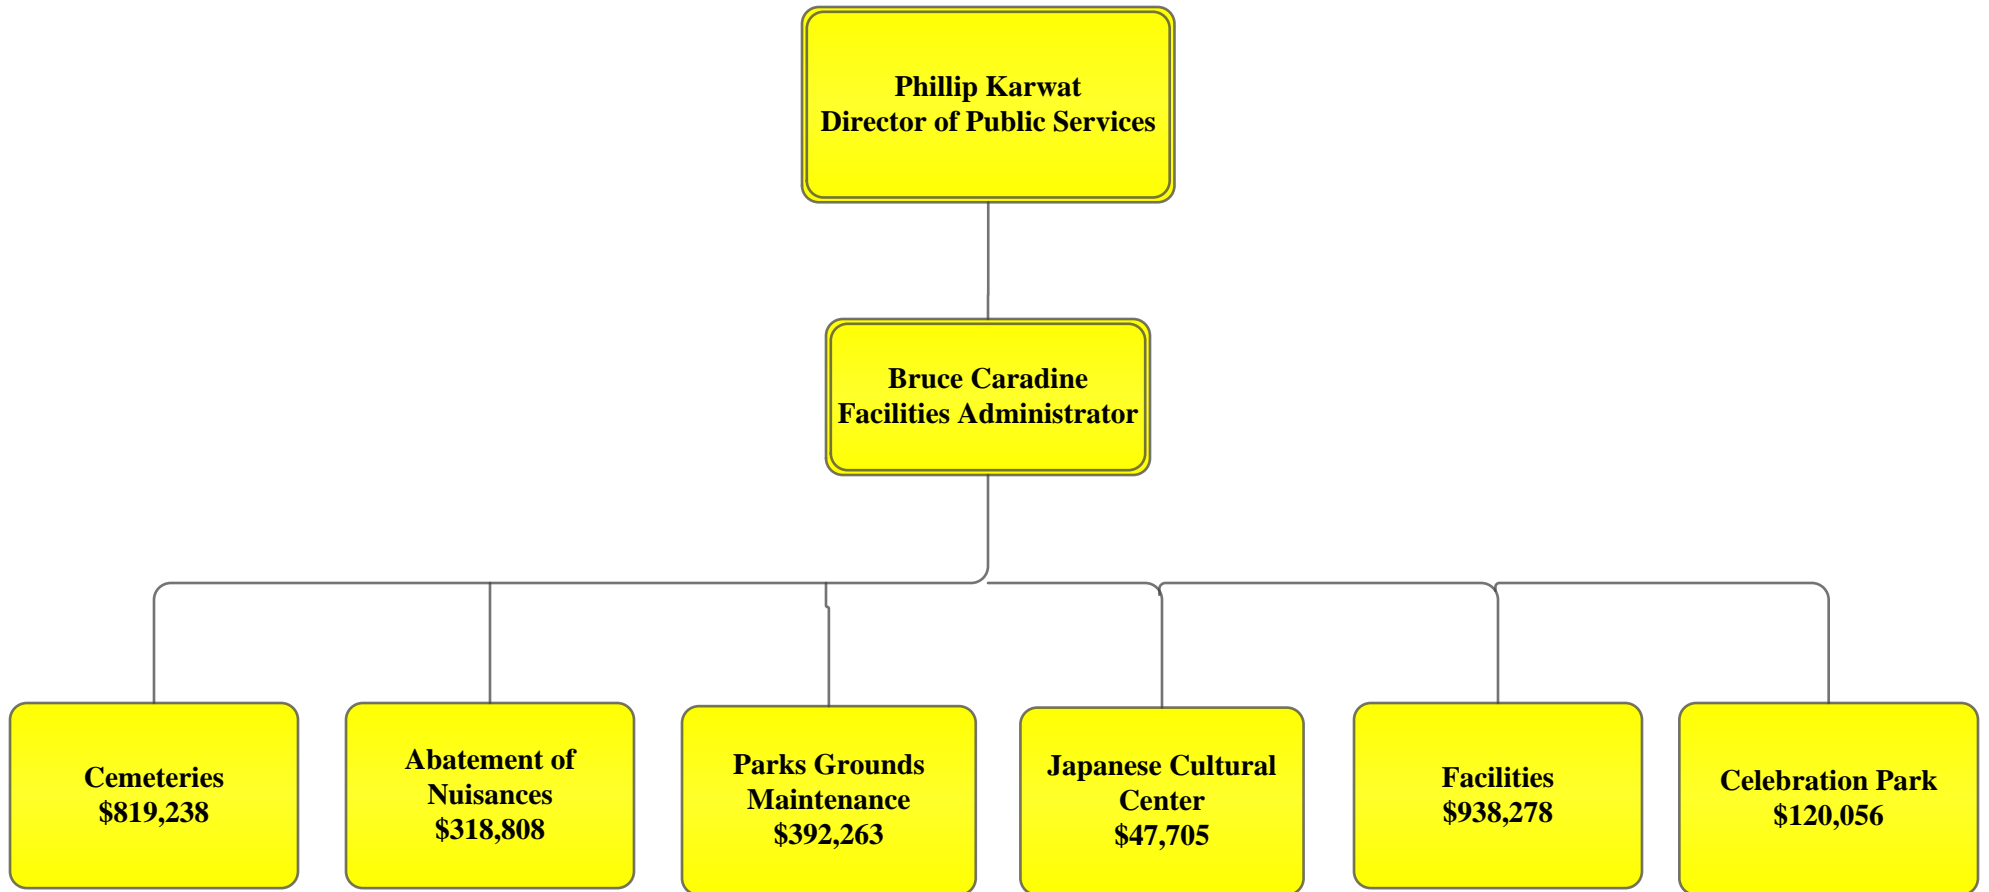 Phillip Karwat
Director of Public Services
Bruce Caradine
Facilities Administrator
Cemeteries
$819,238
Abatement of
Nuisances
$318,808
Parks Grounds
Maintenance
$392,263
Japanese Cultural
Center
$47,705
Facilities
$938,278
Celebration Park
$120,056